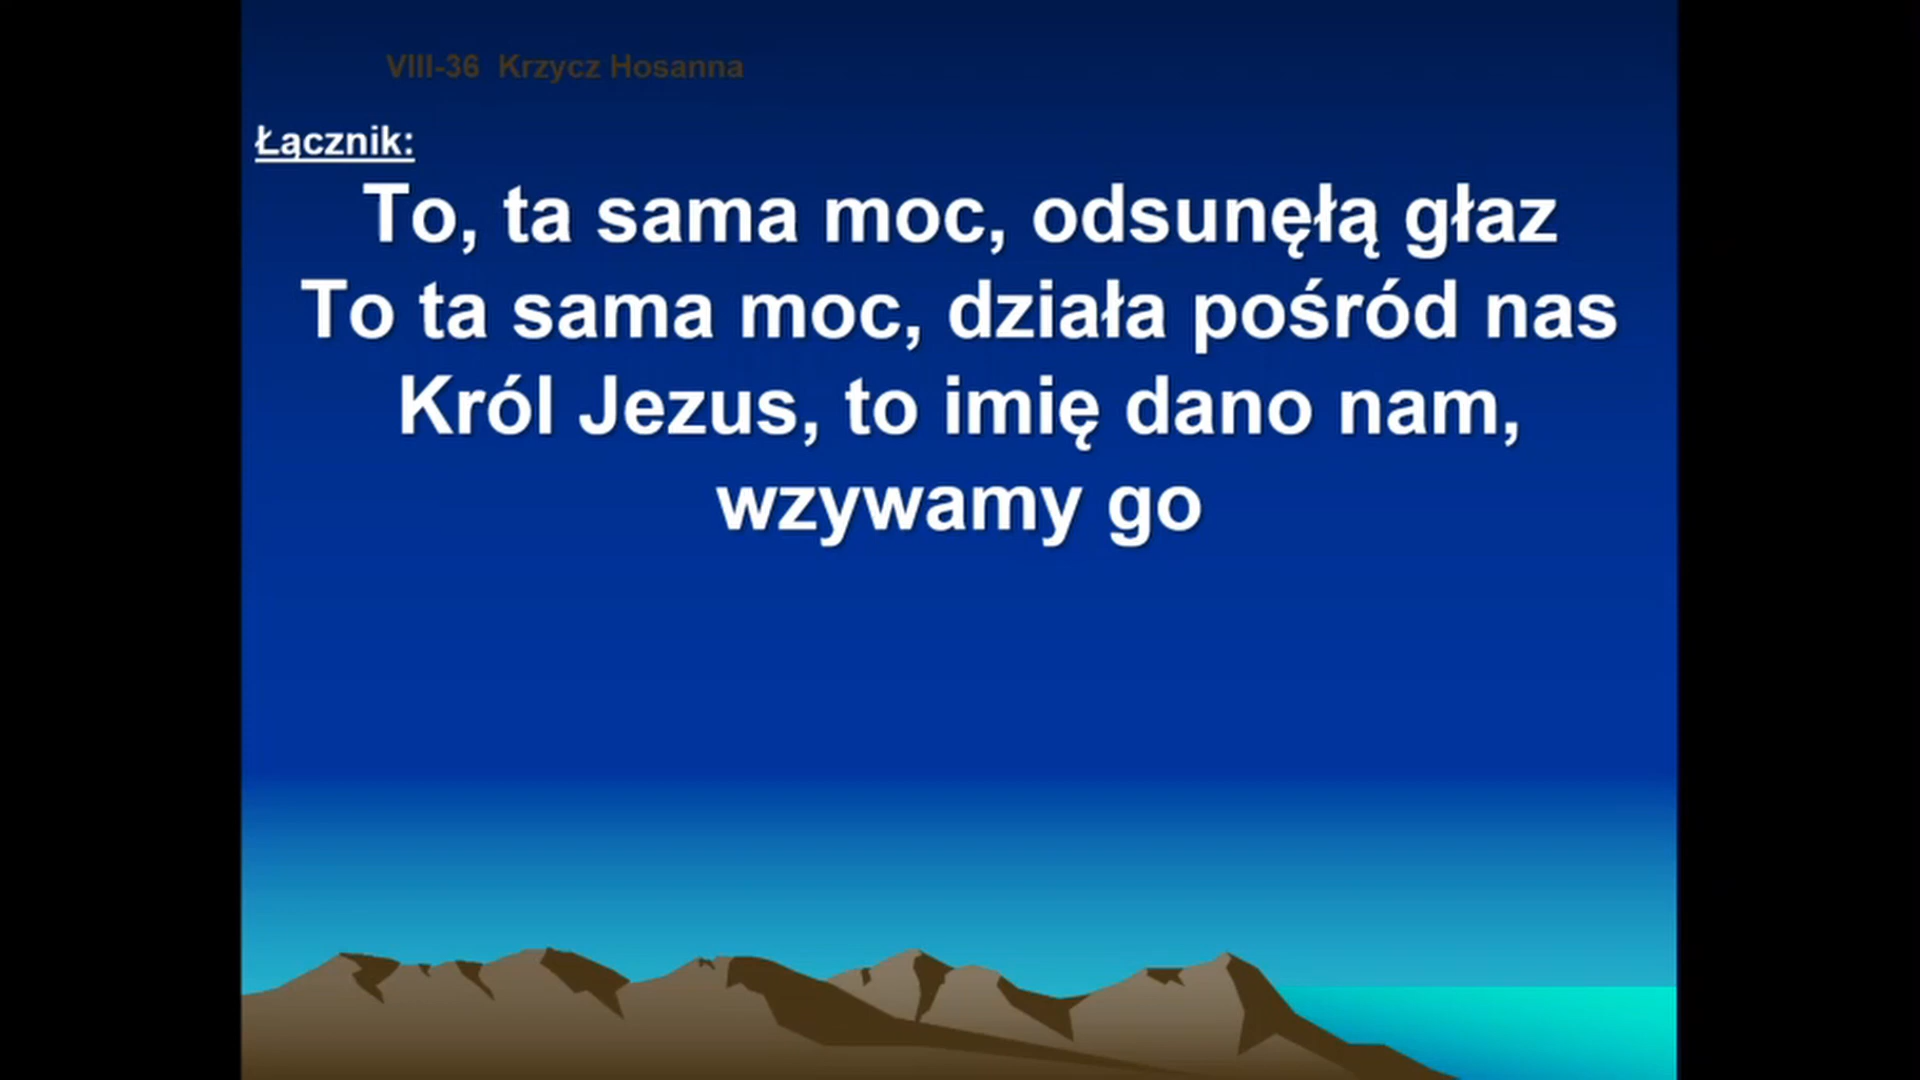 VIII-36 Krzycz Hosanna
Łącznik:
To, ta sama moc, odsunęłą głaz
To ta sama moc, działa pośród nas
Król Jezus, to imię dano nam,
wzywamy go